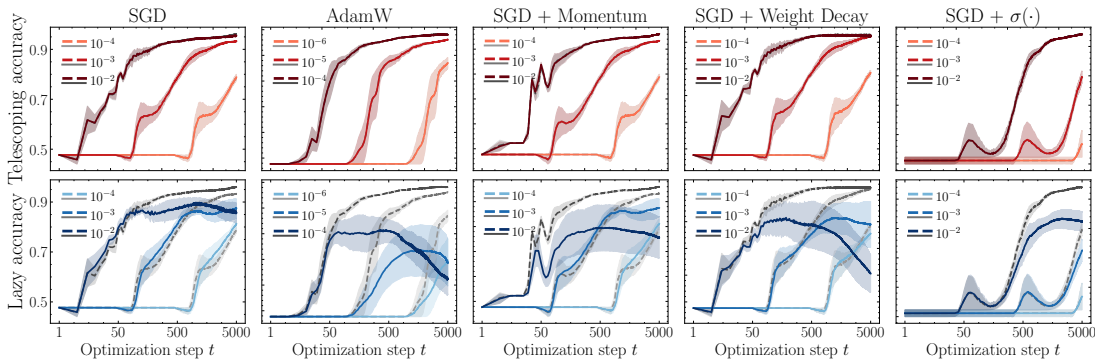 SGD
AdamW
SGD + Momentum
SGD + Weight Decay
SGD + σ(·)
Telescoping accuracy
0.9
0.7
0.5
10⁻⁴
10⁻³
10⁻²
10⁻⁶
10⁻⁵
10⁻⁴
10⁻⁴
10⁻³
10⁻²
10⁻⁴
10⁻³
10⁻²
10⁻⁴
10⁻³
10⁻²
Lazy accuracy
0.9
0.7
0.5
10⁻⁴
10⁻³
10⁻²
10⁻⁶
10⁻⁵
10⁻⁴
10⁻⁴
10⁻³
10⁻²
10⁻⁴
10⁻³
10⁻²
10⁻⁴
10⁻³
10⁻²
1 50 500 5000
1 50 500 5000
1 50 500 5000
1 50 500 5000
1 50 500 5000
Optimization step t
Optimization step t
Optimization step t
Optimization step t
Optimization step t